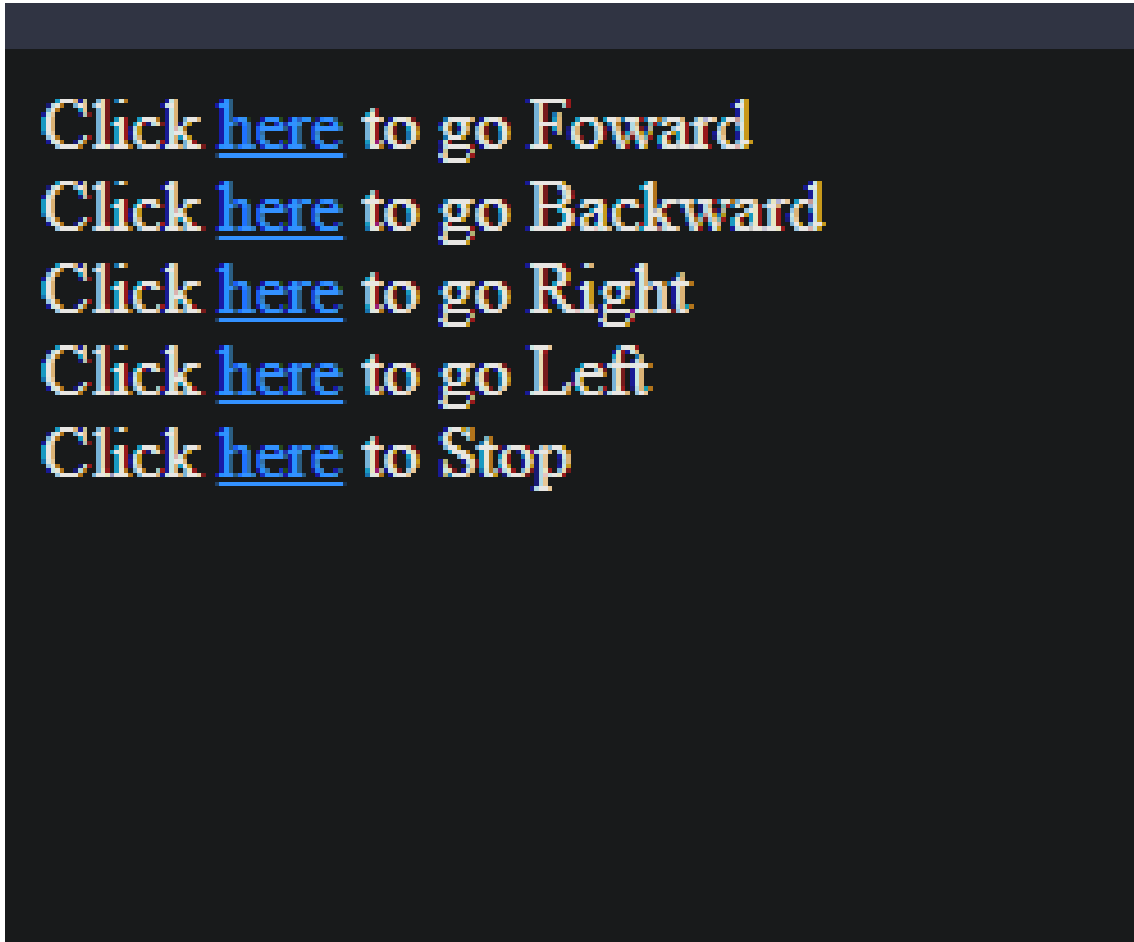 Click here to go Foward
Click here to go Backward
Click here to go Right
Click here to go Left
Click here to Stop